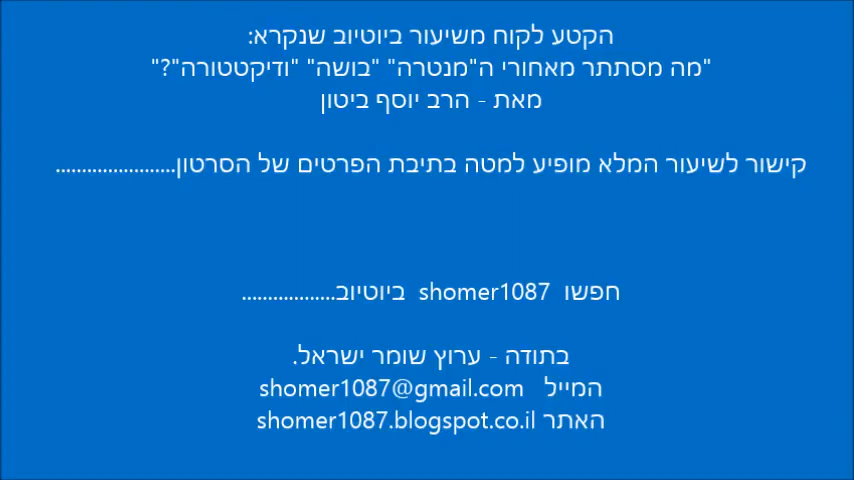 הקטע לקוח משיעור ביוטיוב שנקרא:
"מה מסתתר מאחורי ה"מנטרה" "בושה" "ודיקטטורה"?"
מאת - הרב יוסף ביטון
קישור לשיעור המלא מופיע למטה בתיבת הפרטים של הסרטון.......................
חפשו shomer1087 ביוטיוב..................
בתודה - ערוץ שומר ישראל.
המייל shomer1087@gmail.com
האתר shomer1087.blogspot.co.il